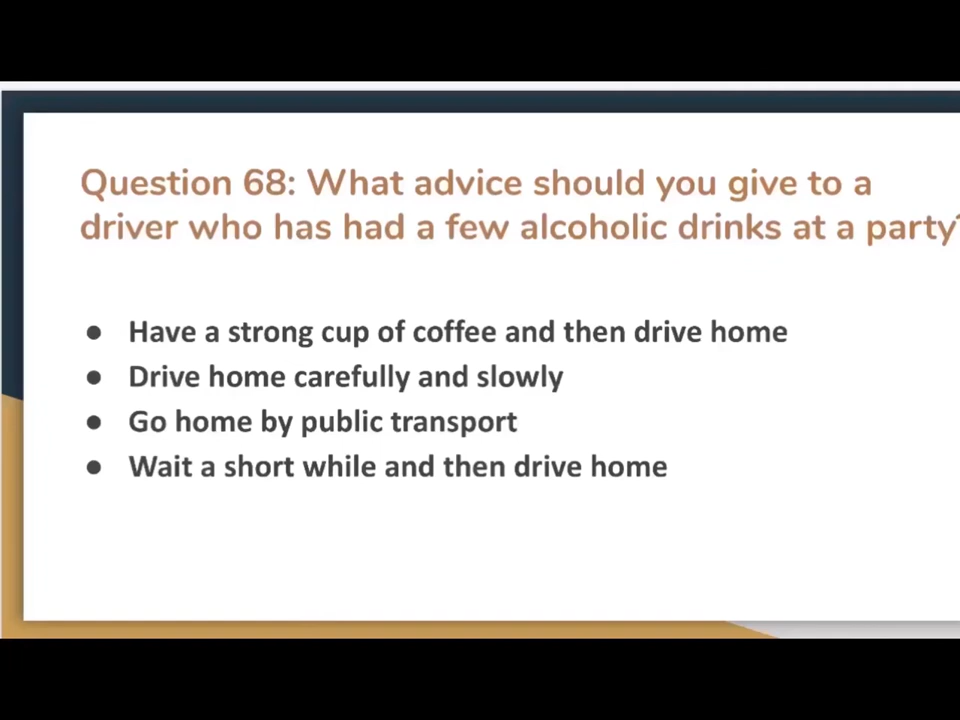 Question 68: What advice should you give to a
driver who has had a few alcoholic drinks at a party?
● Have a strong cup of coffee and then drive home
● Drive home carefully and slowly
● Go home by public transport
● Wait a short while and then drive home